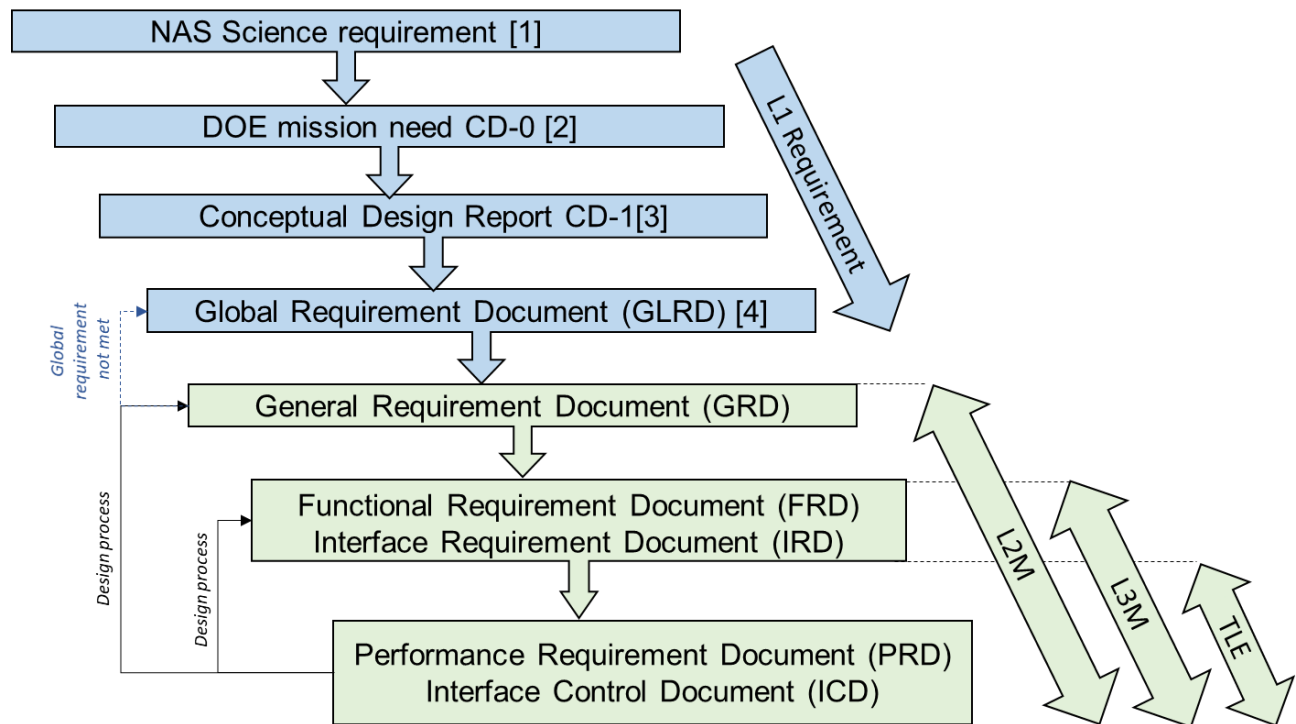 NAS Science requirement [1]
DOE mission need CD-0 [2]
Conceptual Design Report CD-1[3]
Global Requirement Document (GLRD) [4]
General Requirement Document (GRD)
Functional Requirement Document (FRD)
Interface Requirement Document (IRD)
Performance Requirement Document (PRD)
Interface Control Document (ICD)
L1 Requirement
L2M
L3M
TLE
Global
requirement
not met
Design process
Design process